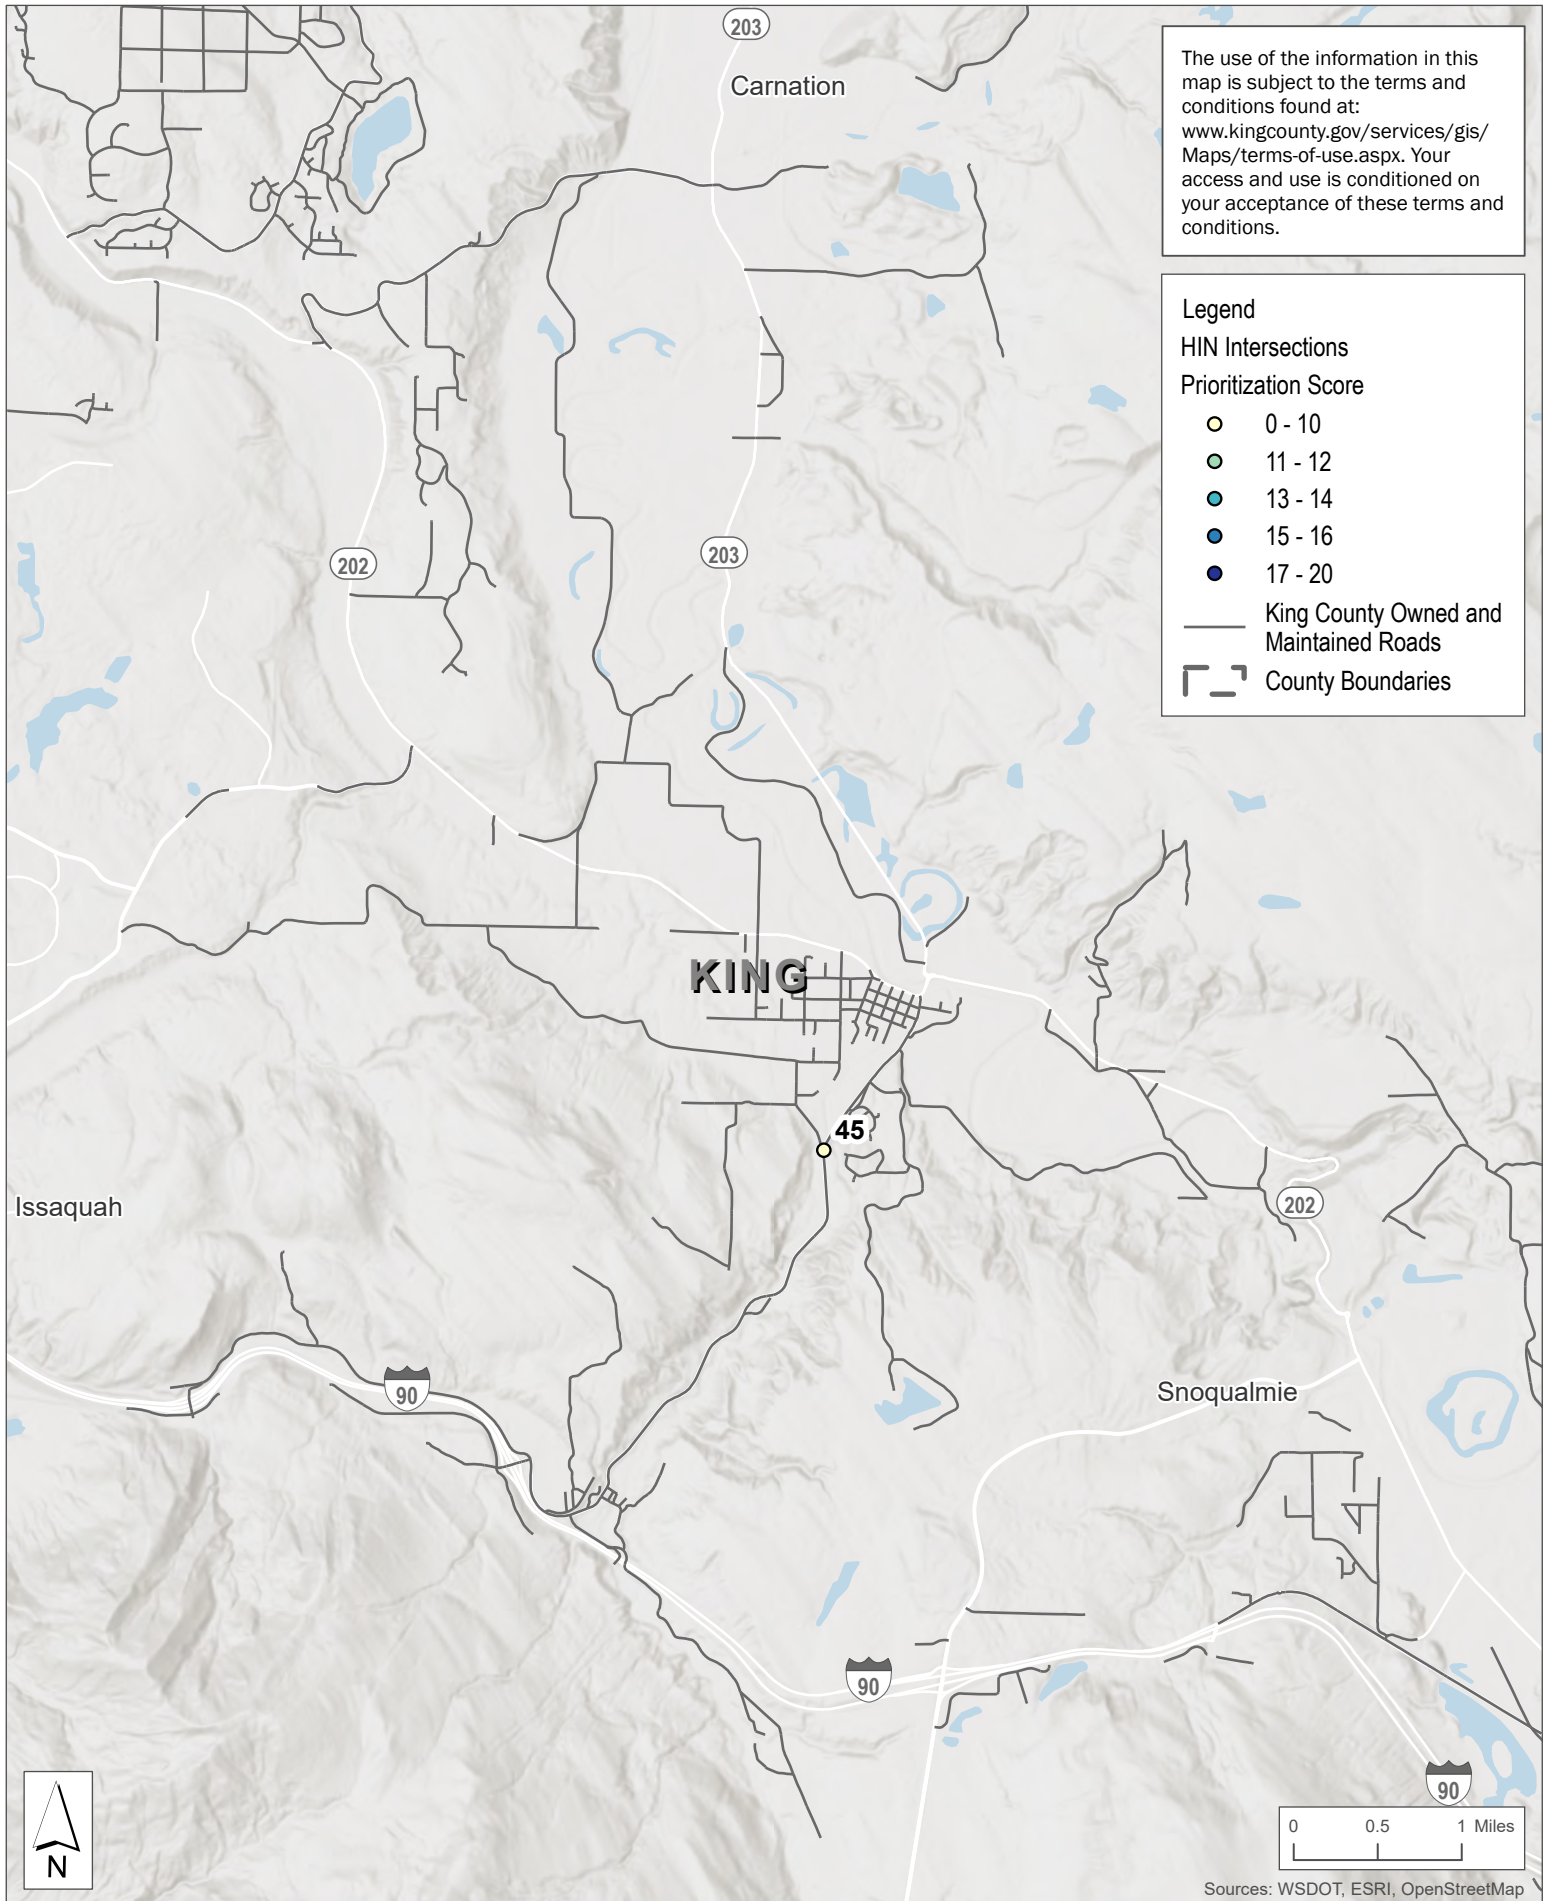 203
Carnation
The use of the information in this
map is subject to the terms and
conditions found at:
www.kingcounty.gov/services/gis/
Maps/terms-of-use.aspx. Your
access and use is conditioned on
your acceptance of these terms and
conditions.
Legend
HIN Intersections
Prioritization Score
0 - 10
11 - 12
13 - 14
15 - 16
17 - 20
King County Owned and
Maintained Roads
County Boundaries
202
203
KING
45
Issaquah
202
90
Snoqualmie
90
90
N
0 0.5 1 Miles
Sources: WSDOT, ESRI, OpenStreetMap